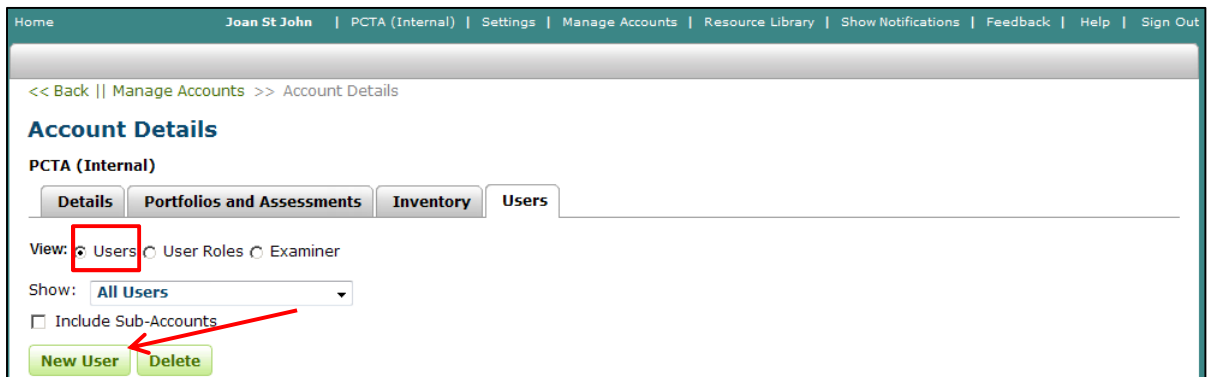 Home Joan St John | PCTA (Internal) | Settings | Manage Accounts | Resource Library | Show Notifications | Feedback | Help | Sign Out
<< Back || Manage Accounts >> Account Details
Account Details
PCTA (Internal)
Details Portfolios and Assessments Inventory Users
View: Users User Roles Examiner
Show: All Users
Include Sub-Accounts
New User Delete